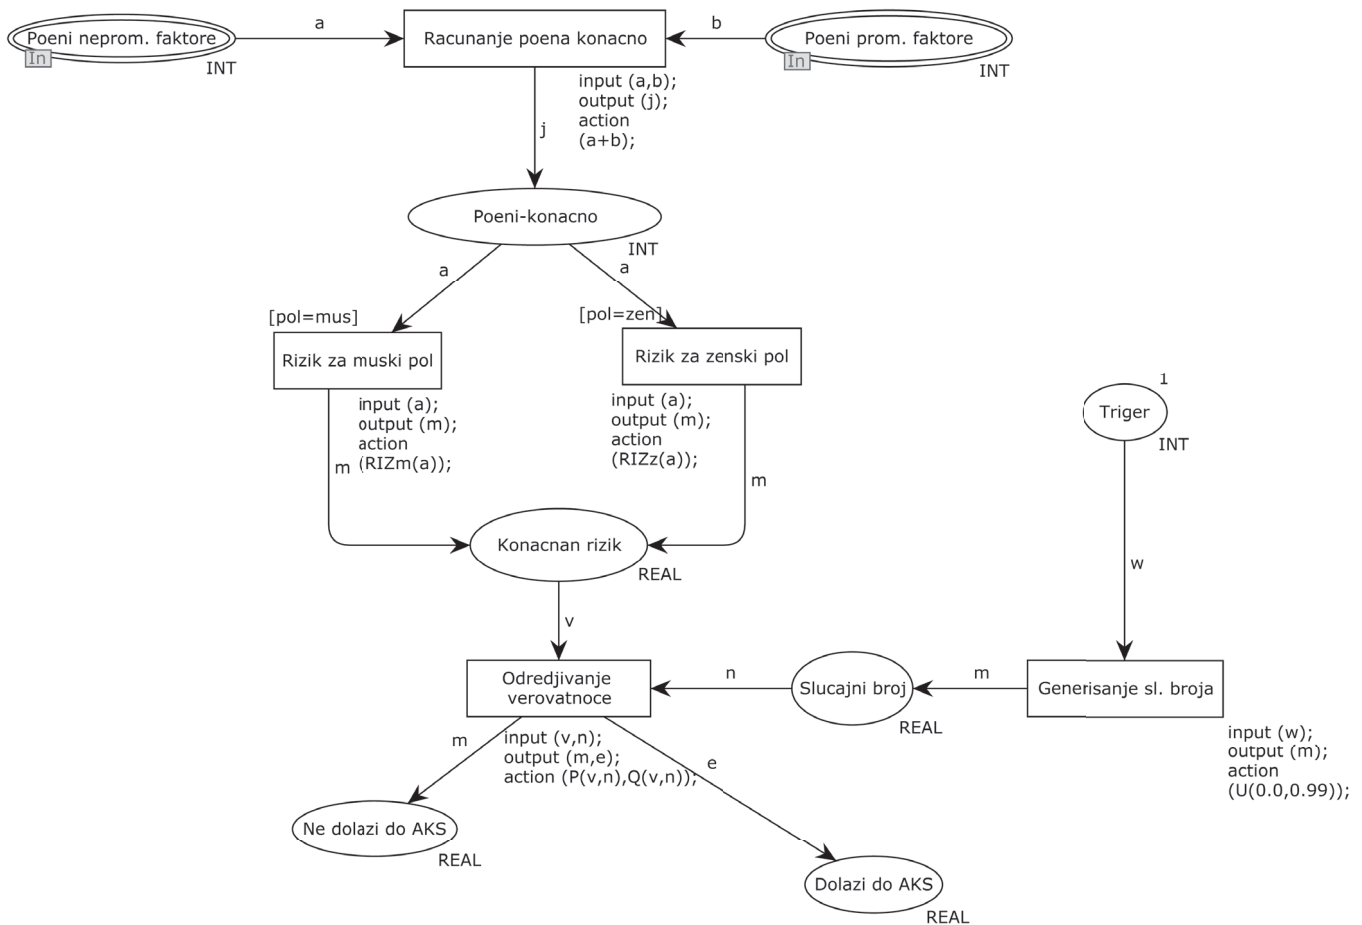 Poeni neprom. faktore
In
INT
a
Racunanje poena konacno
b
Poeni prom. faktore
In
INT
input (a,b);
output (j);
action
(a+b);
j
Poeni-konacno
INT
a
a
[pol=mus]
Rizik za muski pol
input (a);
output (m);
action
(RIZm(a));
m
[pol=zen]
Rizik za zenski pol
input (a);
output (m);
action
(RIZz(a));
m
1
Triger
INT
w
Konacnan rizik
REAL
v
Odredjivanje
verovatnoce
input (v,n);
output (m,e);
action (P(v,n),Q(v,n));
n
Slucajni broj
REAL
m
Generisanje sl. broja
input (w);
output (m);
action
(U(0.0,0.99));
m
e
Ne dolazi do AKS
REAL
Dolazi do AKS
REAL